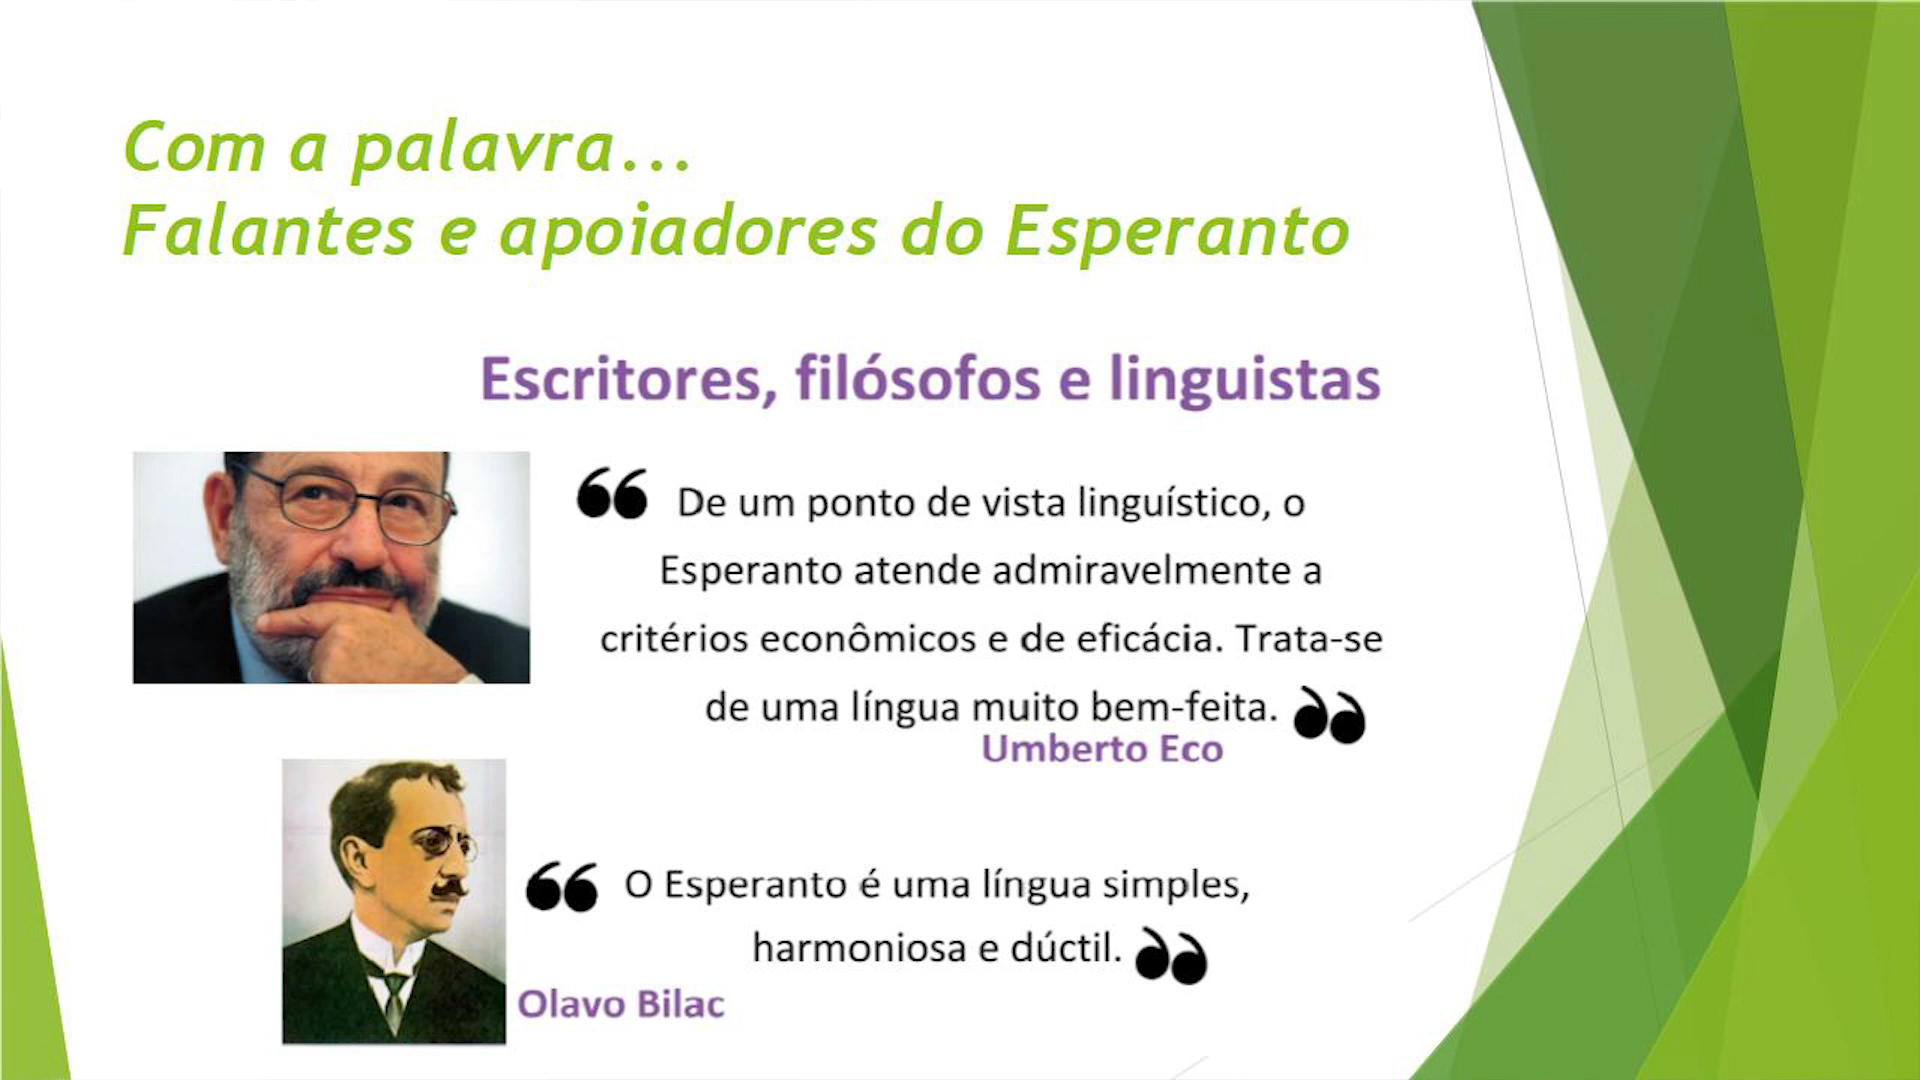 Com a palavra...
Falantes e apoiadores do Esperanto
Escritores, filósofos e linguistas
“ De um ponto de vista linguístico, o
Esperanto atende admiravelmente a
critérios econômicos e de eficácia. Trata-se
de uma língua muito bem-feita. ”
Umberto Eco
“ O Esperanto é uma língua simples,
harmoniosa e dúctil. ”
Olavo Bilac